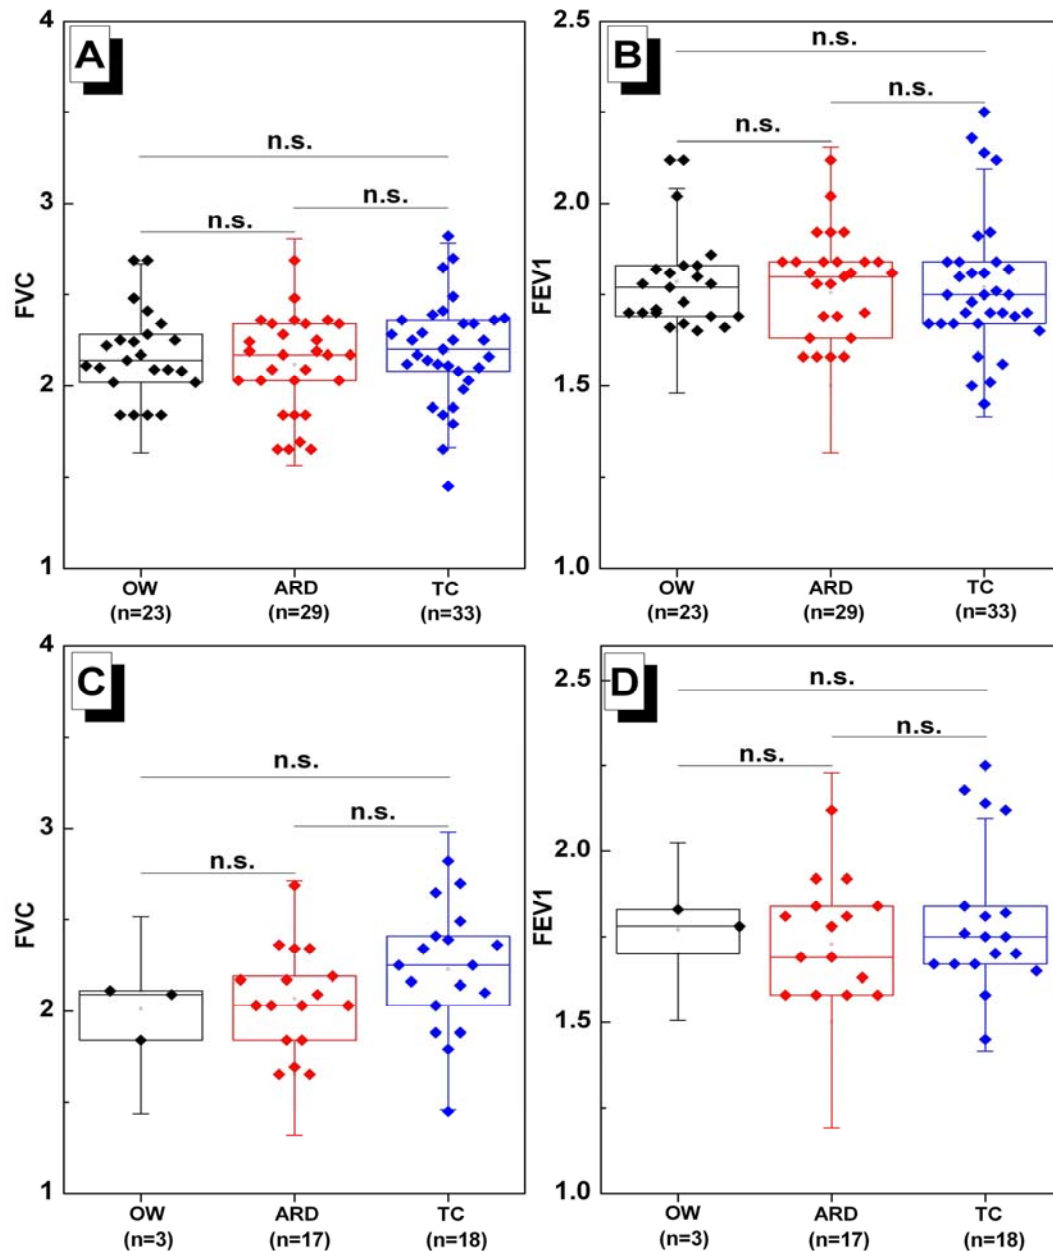 A
4
3
2
1
FVC
n.s.
n.s.
n.s.
OW
(n=23)
ARD
(n=29)
TC
(n=33)
B
2.5
2.0
1.5
1.0
FEV1
n.s.
n.s.
n.s.
OW
(n=23)
ARD
(n=29)
TC
(n=33)
C
4
3
2
1
FVC
n.s.
n.s.
n.s.
OW
(n=3)
ARD
(n=17)
TC
(n=18)
D
2.5
2.0
1.5
1.0
FEV1
n.s.
n.s.
n.s.
OW
(n=3)
ARD
(n=17)
TC
(n=18)